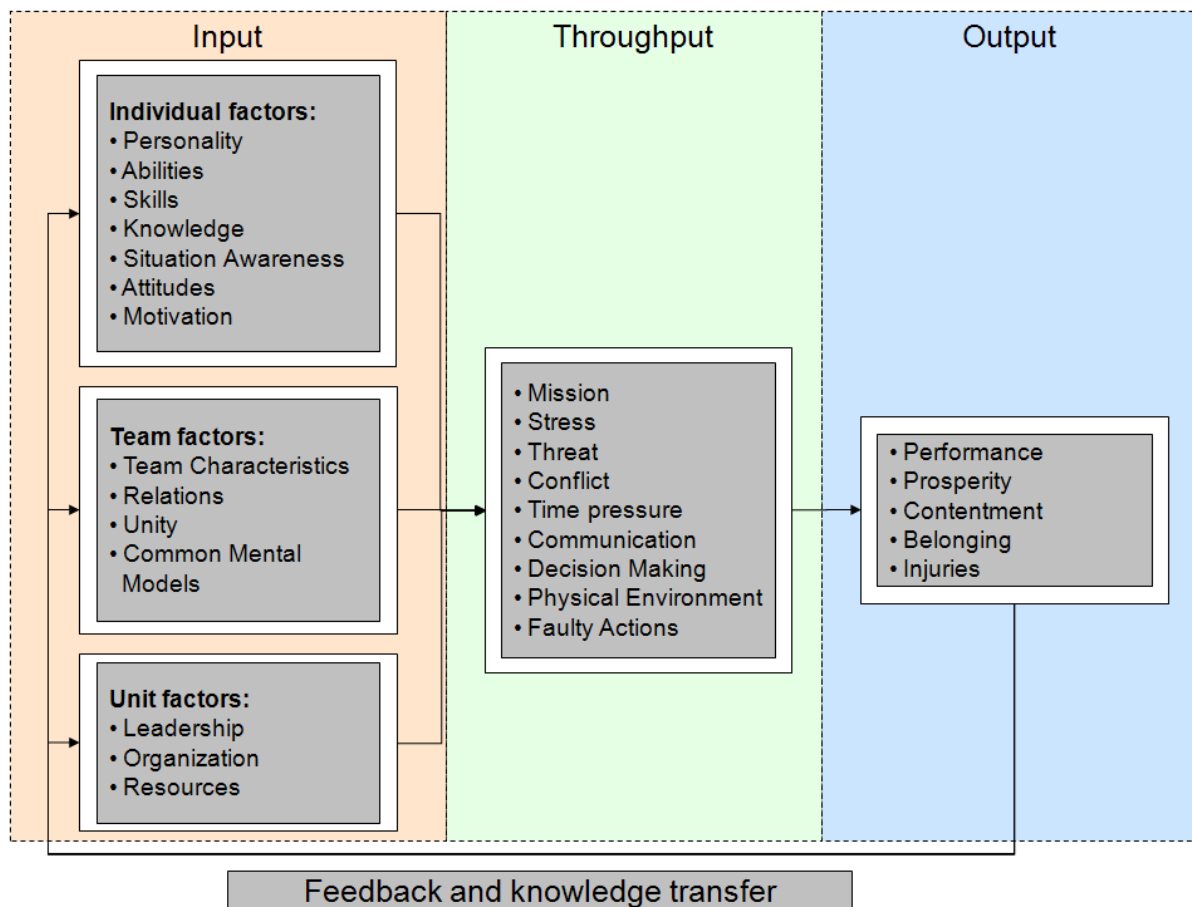 Input
Individual factors:
• Personality
• Abilities
• Skills
• Knowledge
• Situation Awareness
• Attitudes
• Motivation
Team factors:
• Team Characteristics
• Relations
• Unity
• Common Mental
Models
Unit factors:
• Leadership
• Organization
• Resources
Throughput
• Mission
• Stress
• Threat
• Conflict
• Time pressure
• Communication
• Decision Making
• Physical Environment
• Faulty Actions
Output
• Performance
• Prosperity
• Contentment
• Belonging
• Injuries
Feedback and knowledge transfer